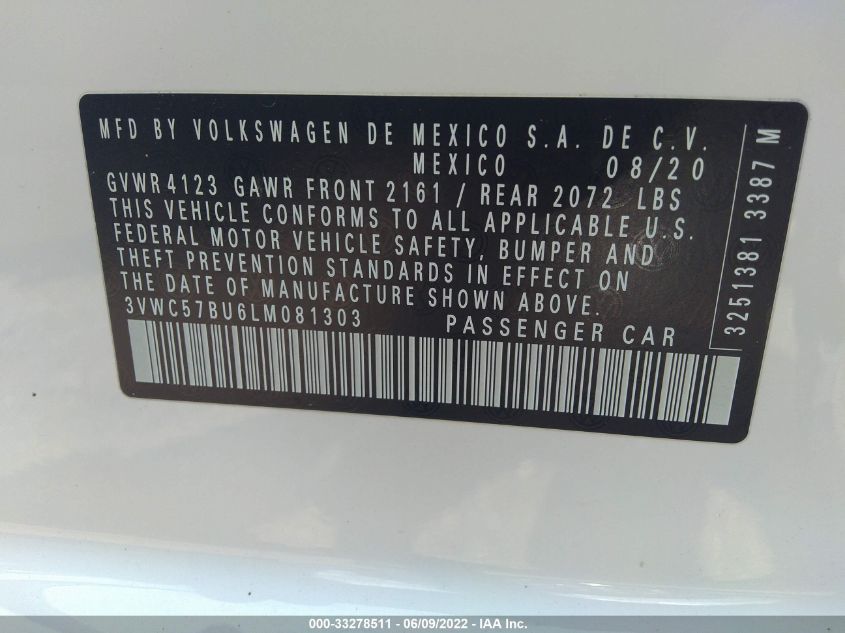 MFD BY VOLKSWAGEN DE MEXICO S.A. DE C.V.
MEXICO 08/20
GVWR 4123 GAWR FRONT 2161 / REAR 2072 LBS
THIS VEHICLE CONFORMS TO ALL APPLICABLE U.S.
FEDERAL MOTOR VEHICLE SAFETY, BUMPER AND
THEFT PREVENTION STANDARDS IN EFFECT ON
THE DATE OF MANUFACTURE SHOWN ABOVE.
3VWC57BU6LM081303 PASSENGER CAR
3251381 3387 M
000-33278511 - 06/09/2022 - IAA Inc.